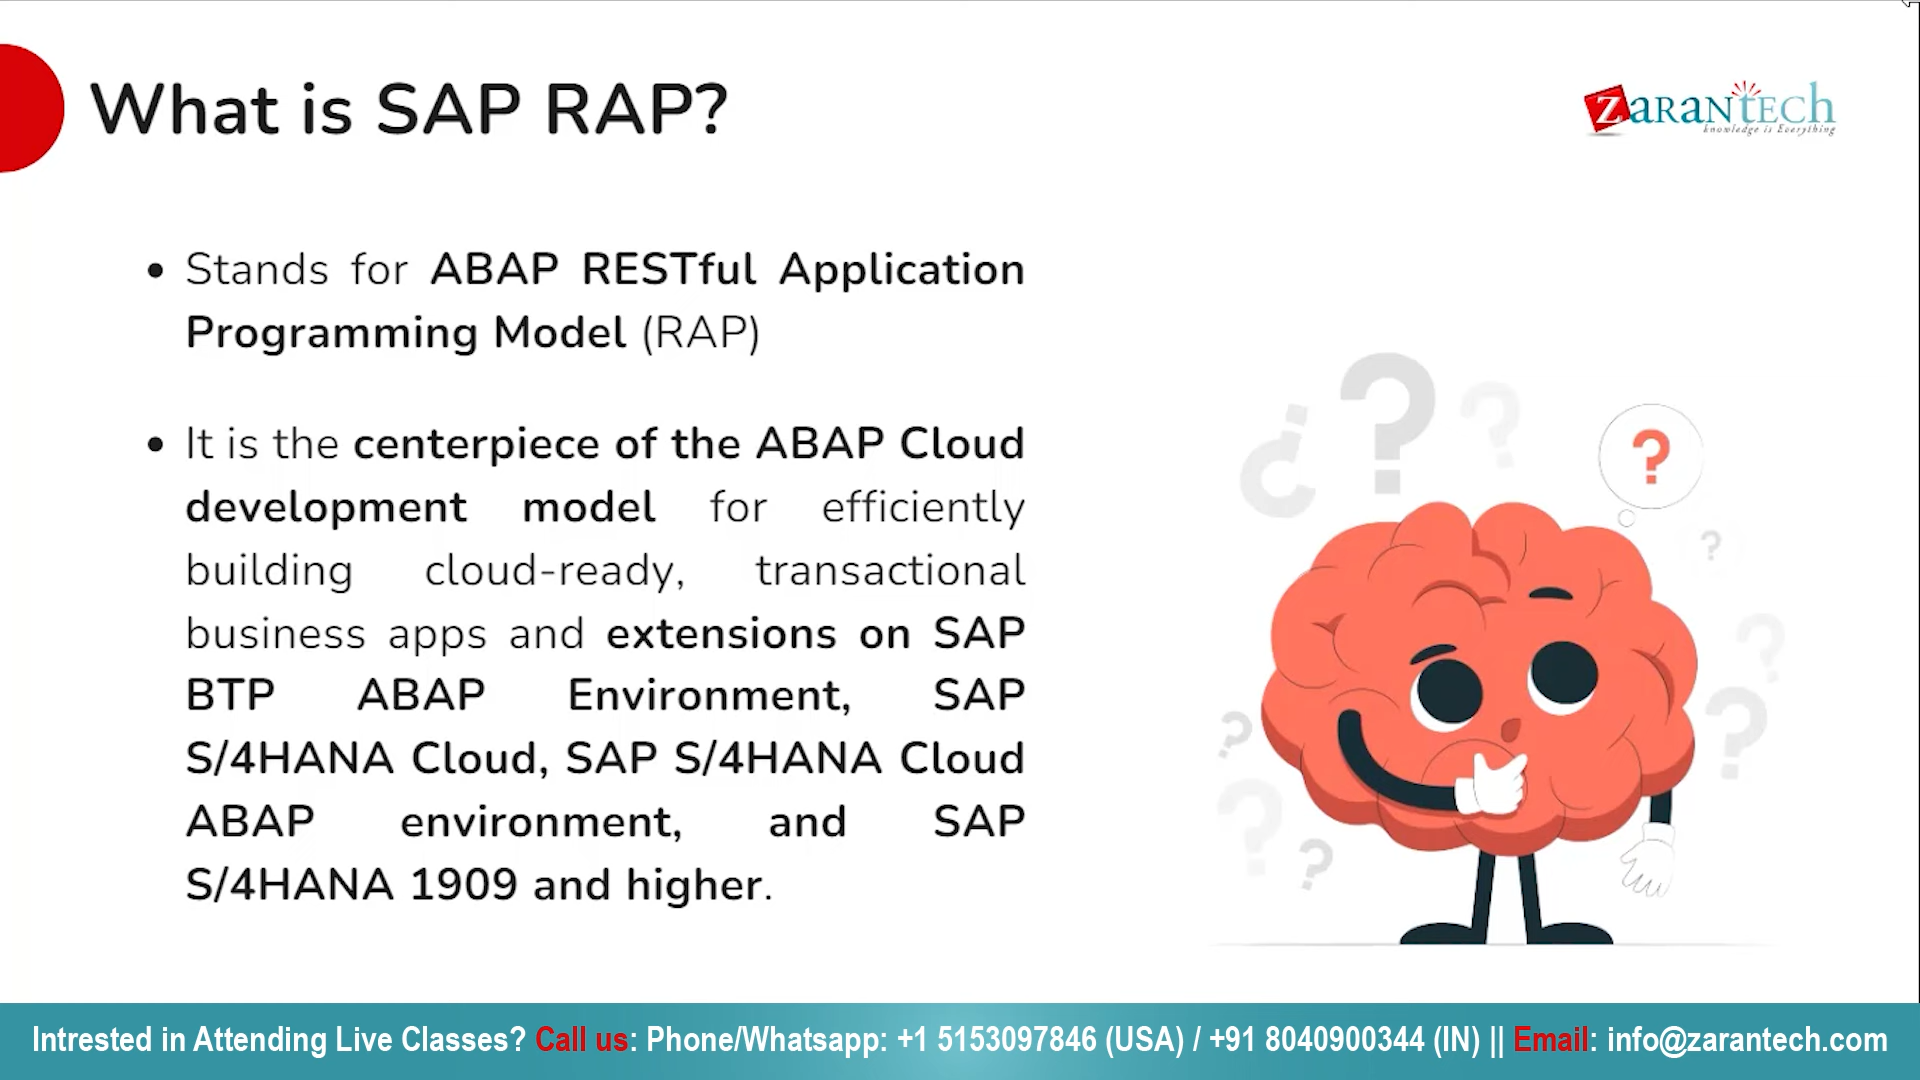 What is SAP RAP?
ZARANTECH
knowledge is Everything
• Stands for ABAP RESTful Application
Programming Model (RAP)
• It is the centerpiece of the ABAP Cloud
development model for efficiently
building cloud-ready, transactional
business apps and extensions on SAP
BTP ABAP Environment, SAP
S/4HANA Cloud, SAP S/4HANA Cloud
ABAP environment, and SAP
S/4HANA 1909 and higher.
Intrested in Attending Live Classes? Call us: Phone/Whatsapp: +1 5153097846 (USA) / +91 8040900344 (IN) || Email: info@zarantech.com